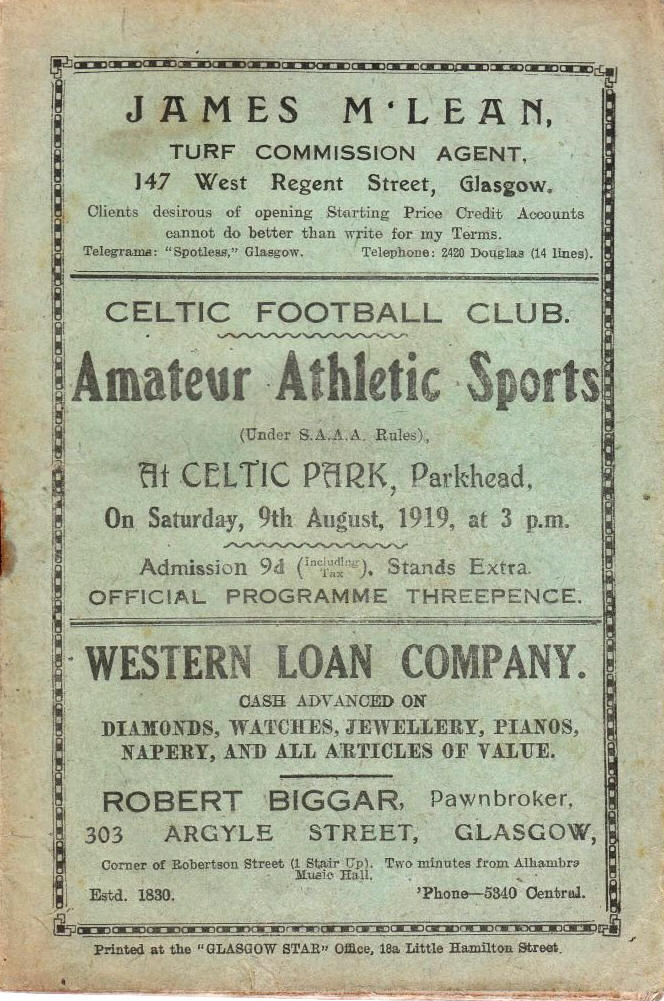 JAMES M'LEAN,
TURF COMMISSION AGENT,
147 West Regent Street, Glasgow.
Clients desirous of opening Starting Price Credit Accounts
cannot do better than write for my Terms.
Telegrams: "Spotless," Glasgow. Telephone: 2420 Douglas (14 lines).
CELTIC FOOTBALL CLUB.
Amateur Athletic Sports
(Under S.A.A.A. Rules),
At CELTIC PARK, Parkhead,
On Saturday, 9th August, 1919, at 3 p.m.
Admission 9d (Including Tax), Stands Extra.
OFFICIAL PROGRAMME THREEPENCE.
WESTERN LOAN COMPANY.
CASH ADVANCED ON
DIAMONDS, WATCHES, JEWELLERY, PIANOS,
NAPERY, AND ALL ARTICLES OF VALUE.
ROBERT BIGGAR, Pawnbroker,
303 ARGYLE STREET, GLASGOW,
Corner of Robertson Street (1 Stair Up). Two minutes from Alhambra
Music Hall.
Estd. 1830. 'Phone—5340 Central.
Printed at the "GLASGOW STAR" Office, 18a Little Hamilton Street.